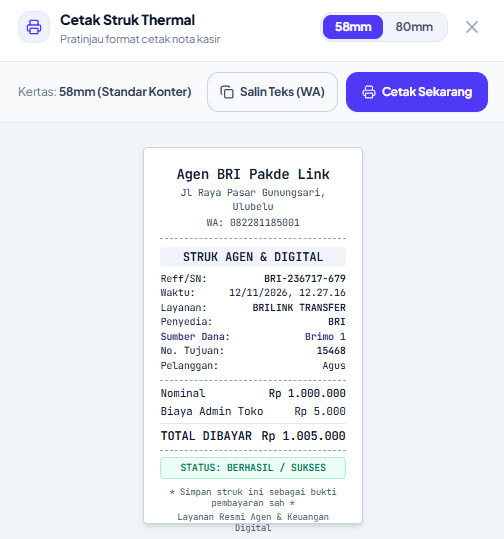 Cetak Struk Thermal
Pratinjau format cetak nota kasir
58mm 80mm
Kertas: 58mm (Standar Konter)
Salin Teks (WA)
Cetak Sekarang
Agen BRI Pakde Link
Jl Raya Pasar Gunungsari,
Ulubelu
WA: 082281185001
STRUK AGEN & DIGITAL
Reff/SN: BRI-236717-679
Waktu: 12/11/2026, 12.27.16
Layanan: BRILINK TRANSFER
Penyedia: BRI
Sumber Dana: Brimo 1
No. Tujuan: 15468
Pelanggan: Agus
Nominal Rp 1.000.000
Biaya Admin Toko Rp 5.000
TOTAL DIBAYAR Rp 1.005.000
STATUS: BERHASIL / SUKSES
* Simpan struk ini sebagai bukti
pembayaran sah *
Layanan Resmi Agen & Keuangan
Digital